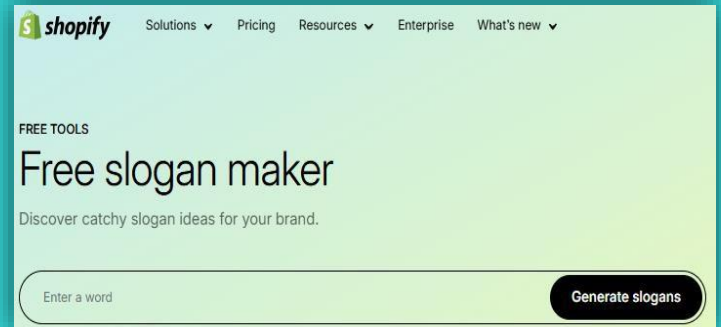 shopify Solutions Pricing Resources Enterprise What's new
FREE TOOLS
Free slogan maker
Discover catchy slogan ideas for your brand.
Enter a word Generate slogans